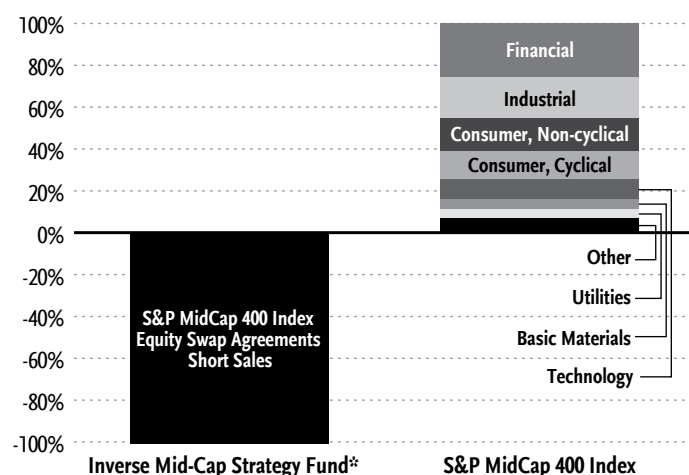 100%
80%
60%
40%
20%
0%
-20%
-40%
-60%
-80%
-100%
Financial
Industrial
Consumer, Non-cyclical
Consumer, Cyclical
Other
Utilities
Basic Materials
Technology
S&P MidCap 400 Index
Equity Swap Agreements
Short Sales
Inverse Mid-Cap Strategy Fund*
S&P MidCap 400 Index